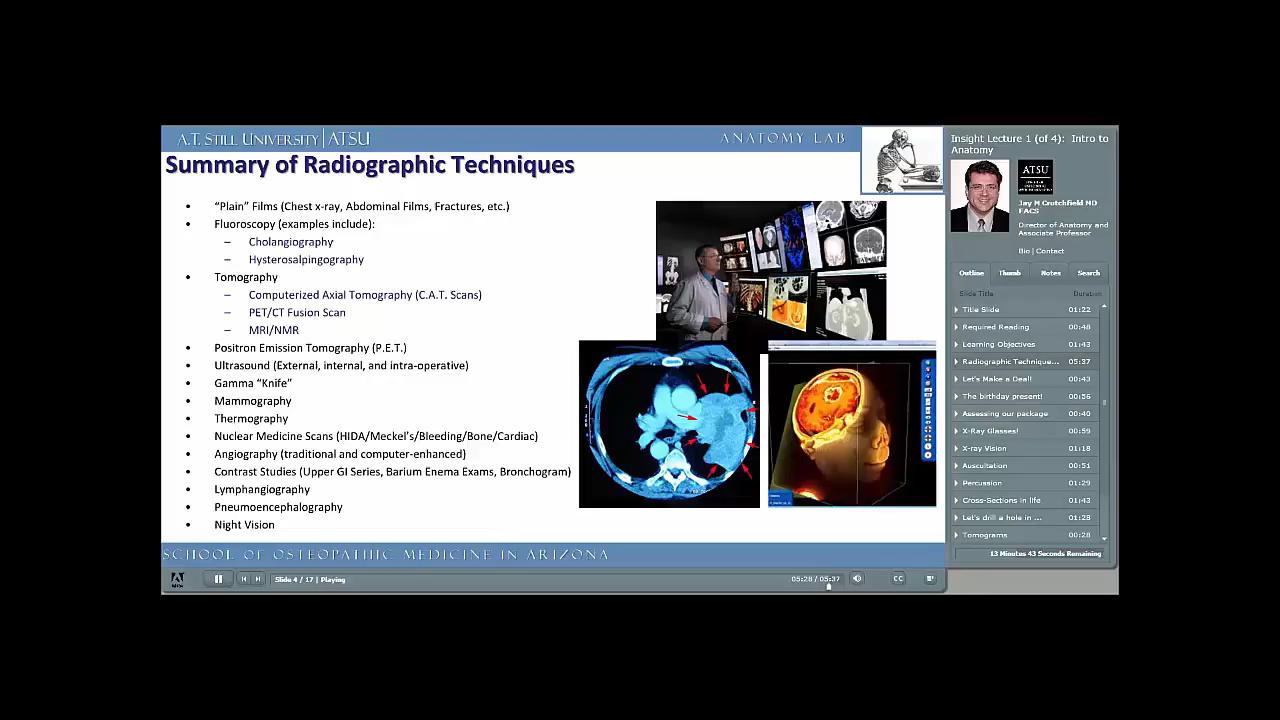 A.T. STILL UNIVERSITY | ATSU
ANATOMY LAB
Summary of Radiographic Techniques
• "Plain" Films (Chest x-ray, Abdominal Films, Fractures, etc.)
• Fluoroscopy (examples include):
– Cholangiography
– Hysterosalpingography
• Tomography
– Computerized Axial Tomography (C.A.T. Scans)
– PET/CT Fusion Scan
– MRI/NMR
• Positron Emission Tomography (P.E.T.)
• Ultrasound (External, internal, and intra-operative)
• Gamma "Knife"
• Mammography
• Thermography
• Nuclear Medicine Scans (HIDA/Meckel's/Bleeding/Bone/Cardiac)
• Angiography (traditional and computer-enhanced)
• Contrast Studies (Upper GI Series, Barium Enema Exams, Bronchogram)
• Lymphangiography
• Pneumoencephalography
• Night Vision
SCHOOL OF OSTEOPATHIC MEDICINE IN ARIZONA
Slide 4 / 17 | Playing
05:28 / 05:37
CC
Insight Lecture 1 (of 4): Intro to
Anatomy
ATSU
Jay M Crutchfield MD
FACS
Director of Anatomy and
Associate Professor
Bio | Contact
Outline Thumb Notes Search
Slide Title Duration
Title Slide 01:22
Required Reading 00:48
Learning Objectives 01:43
Radiographic Technique... 05:37
Let's Make a Deal! 00:43
The birthday present! 00:56
Assessing our package 00:40
X-Ray Glasses! 00:59
X-ray Vision 01:18
Auscultation 00:51
Percussion 01:29
Cross-Sections in life 01:43
Let's drill a hole in ... 01:28
Tomograms 00:28
13 Minutes 43 Seconds Remaining